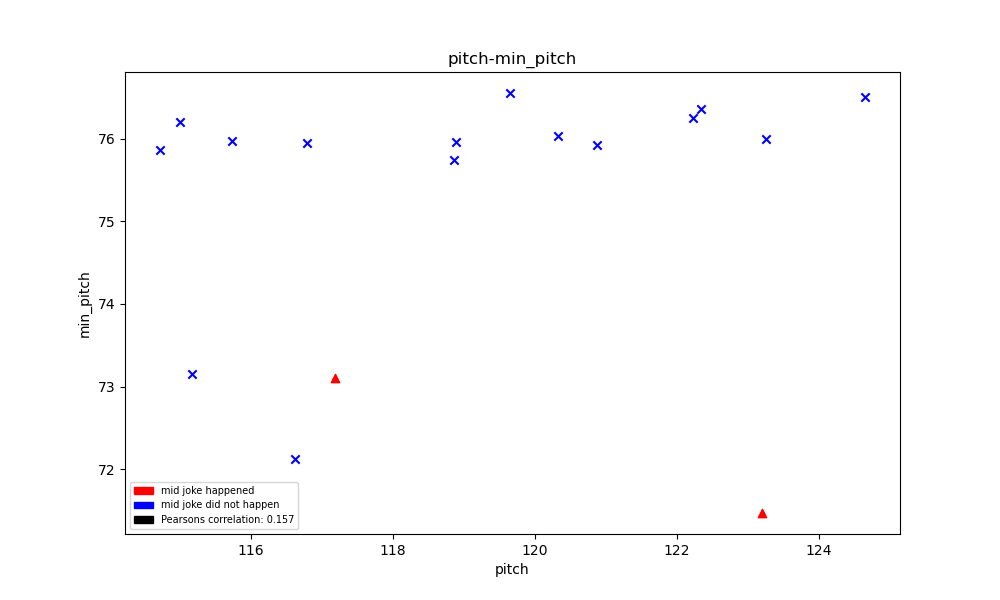 pitch-min_pitch
min_pitch
76
75
74
73
72
mid joke happened
mid joke did not happen
Pearsons correlation: 0.157
116 118 120 122 124
pitch